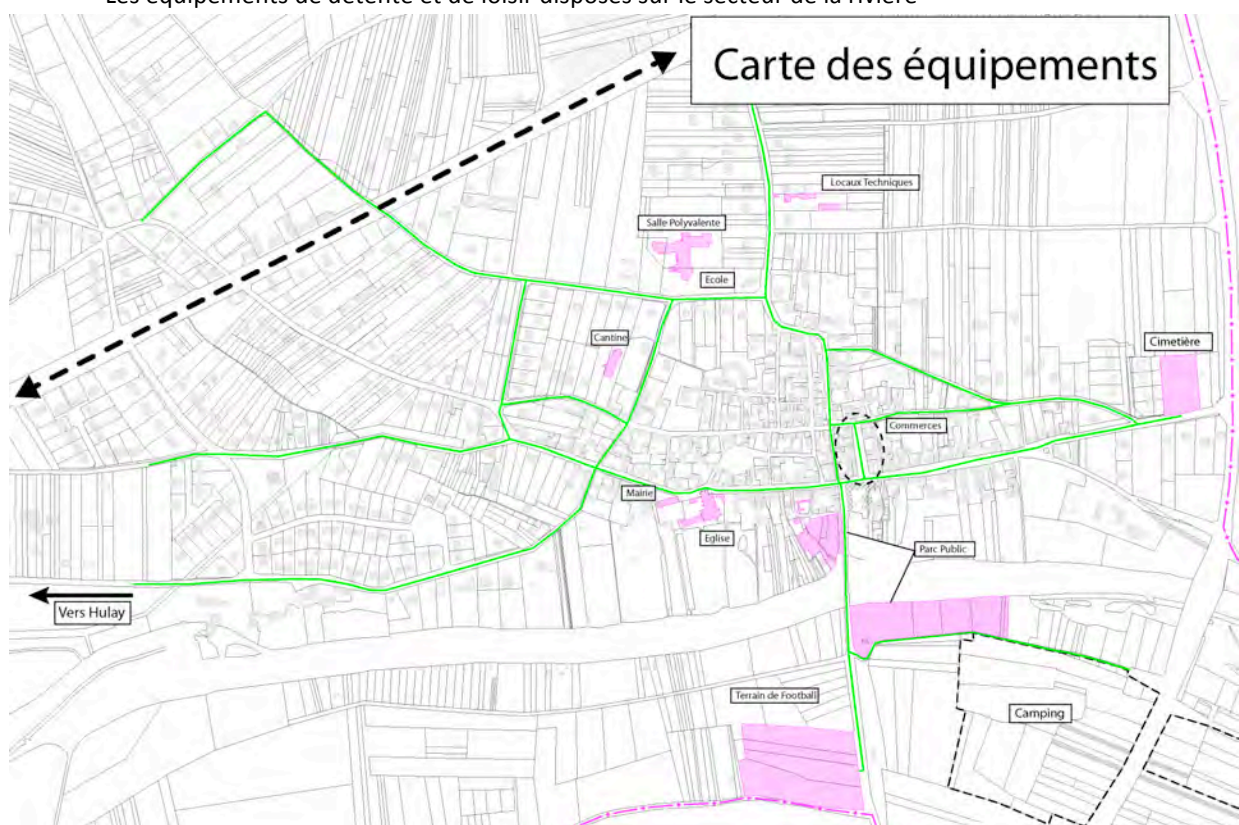 Les équipements de détente et de loisir disposés sur le secteur de la rivière
Carte des équipements
Locaux Techniques
Salle Polyvalente
Ecole
Cantine
Cimetière
Commerces
Mairie
Eglise
Parc Public
Vers Hulay
Terrain de Football
Camping